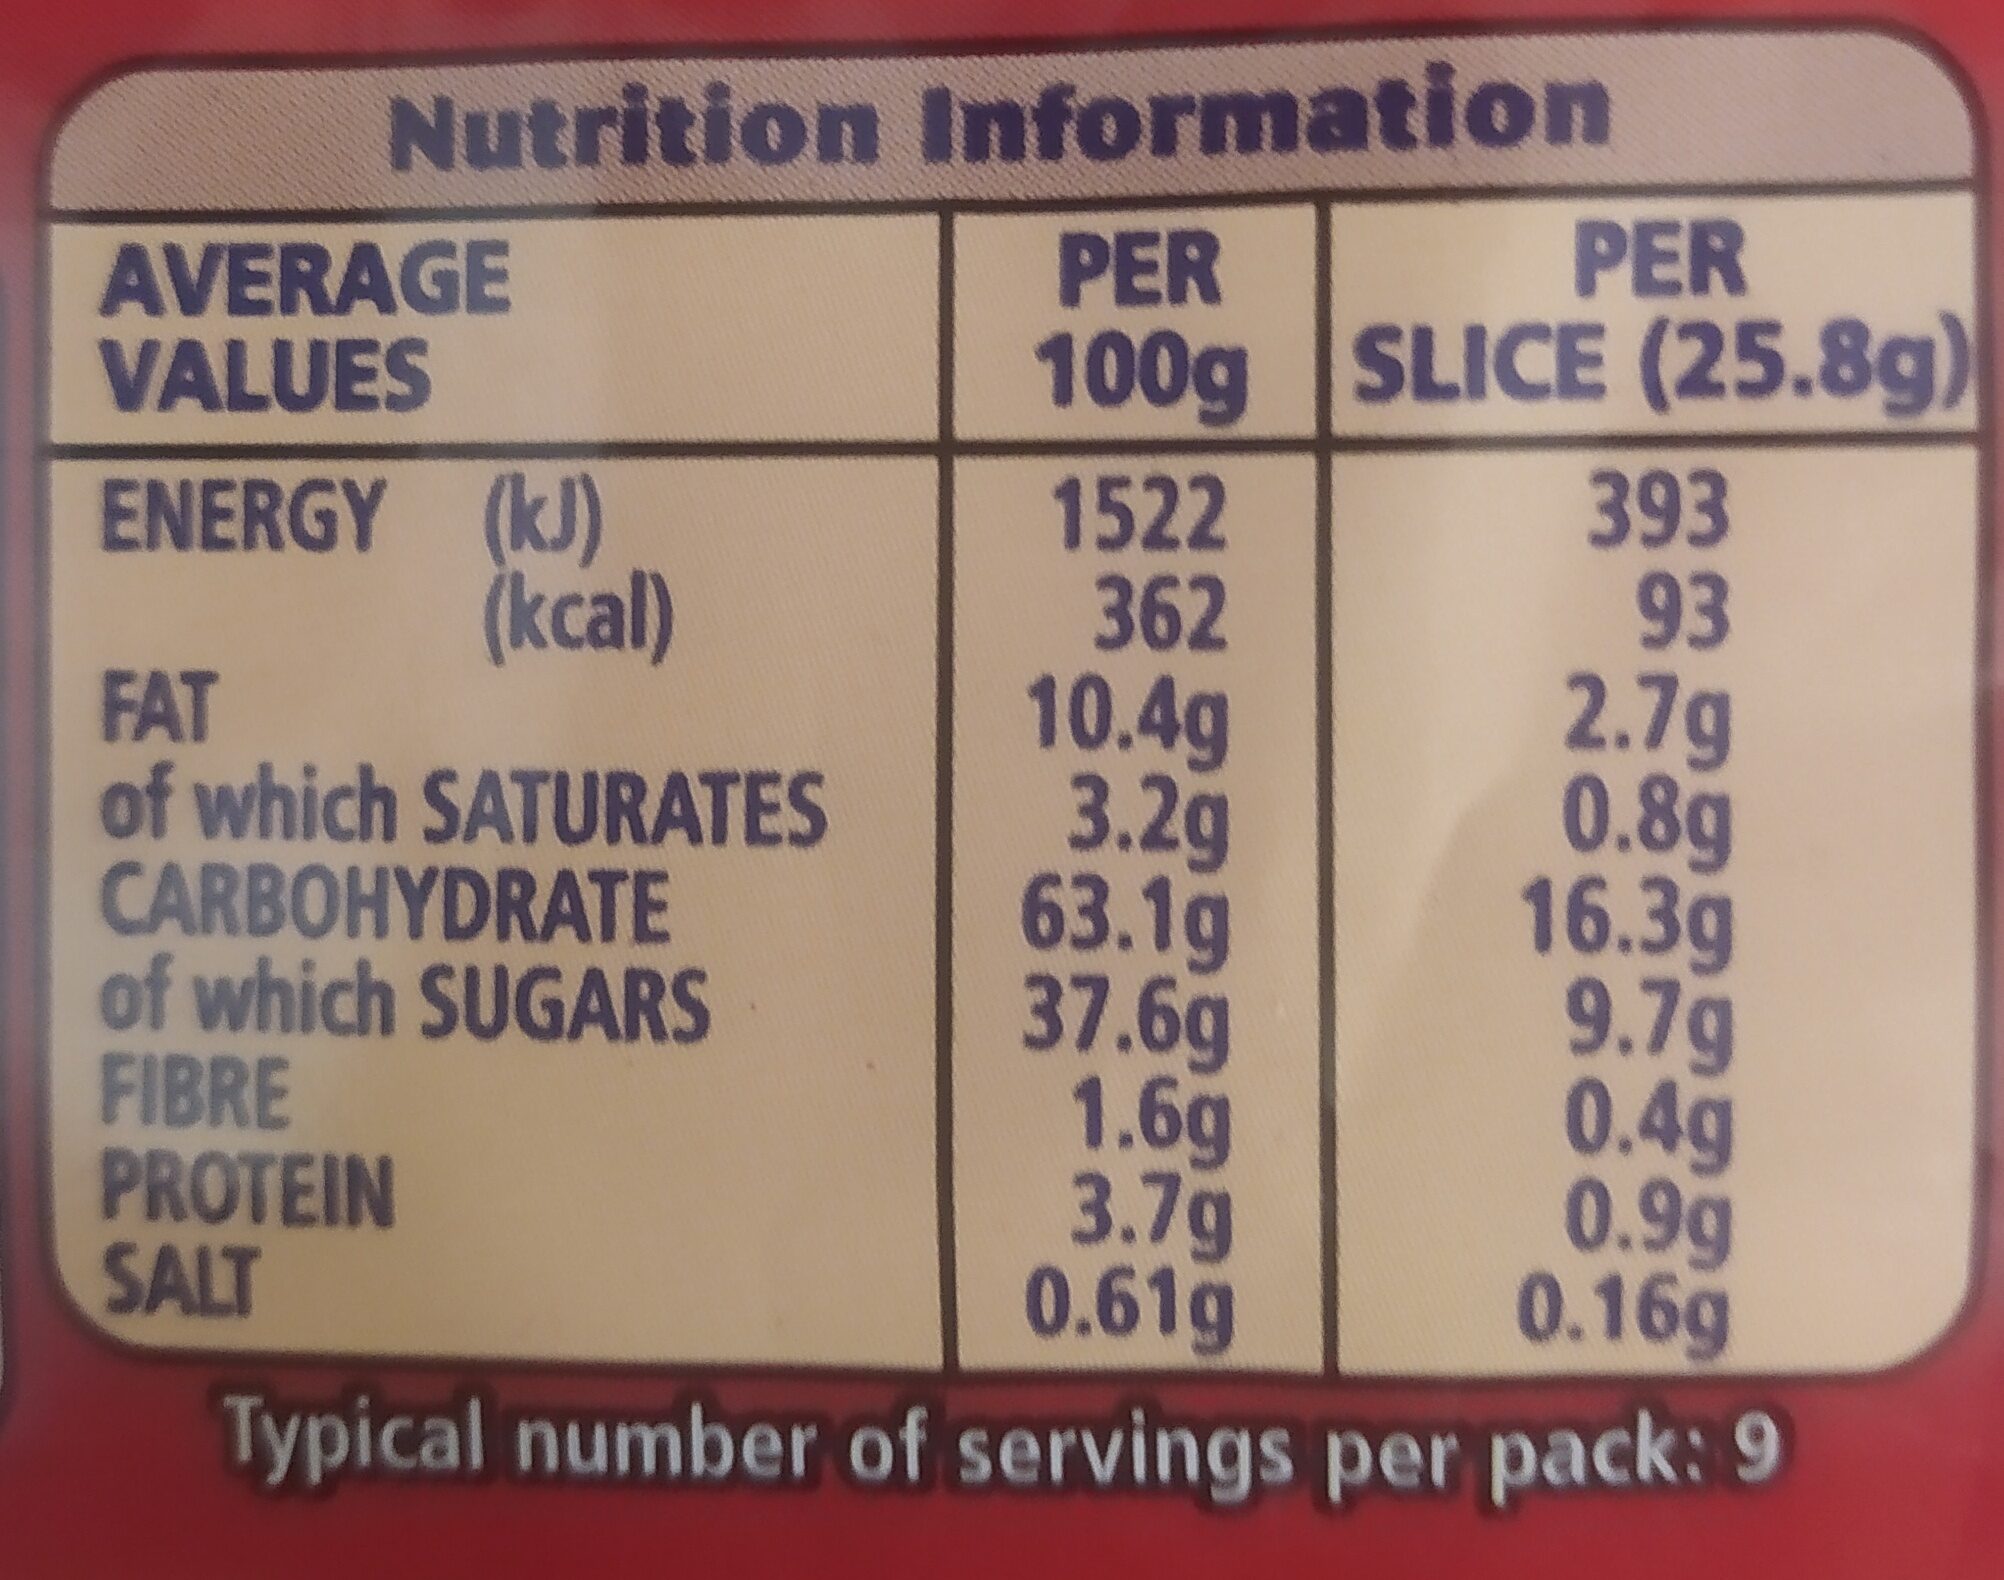 Nutrition Information
AVERAGE VALUES PER 100g PER SLICE (25.8g)
ENERGY (kJ) 1522 393
(kcal) 362 93
FAT 10.4g 2.7g
of which SATURATES 3.2g 0.8g
CARBOHYDRATE 63.1g 16.3g
of which SUGARS 37.6g 9.7g
FIBRE 1.6g 0.4g
PROTEIN 3.7g 0.9g
SALT 0.61g 0.16g
Typical number of servings per pack: 9